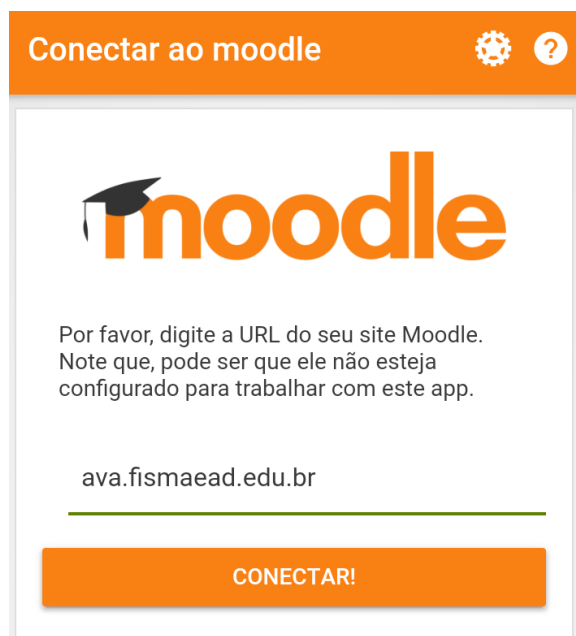 Conectar ao moodle
?
moodle
Por favor, digite a URL do seu site Moodle.
Note que, pode ser que ele não esteja
configurado para trabalhar com este app.
ava.fismaead.edu.br
CONECTAR!